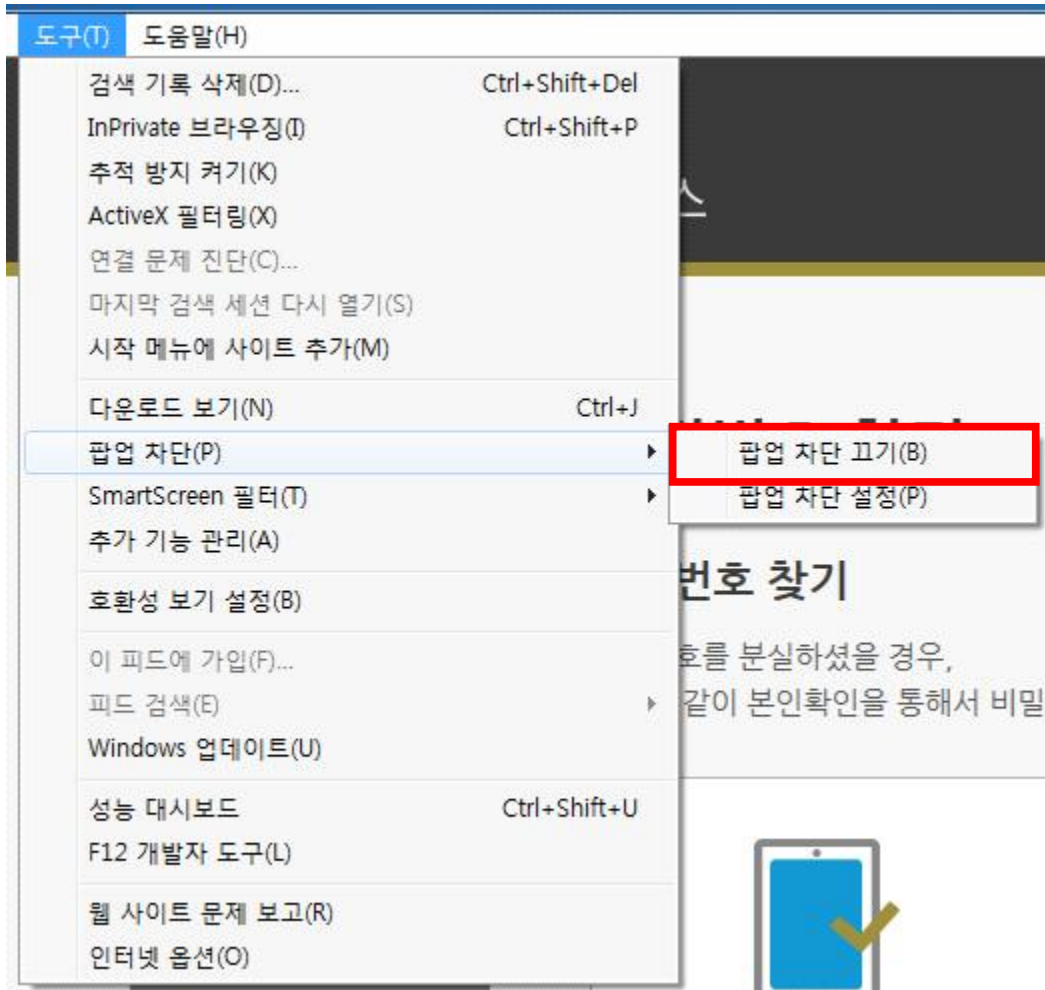 도구(T) 도움말(H)
검색 기록 삭제(D)... Ctrl+Shift+Del
InPrivate 브라우징(I) Ctrl+Shift+P
추적 방지 켜기(K)
스
ActiveX 필터링(X)
연결 문제 진단(C)...
마지막 검색 세션 다시 열기(S)
시작 메뉴에 사이트 추가(M)
다운로드 보기(N) Ctrl+J
팝업 차단(P)
팝업 차단 끄기(B)
SmartScreen 필터(T)
팝업 차단 설정(P)
추가 기능 관리(A)
번호 찾기
호환성 보기 설정(B)
이 피드에 가입(F)...
호를 분실하셨을 경우,
피드 검색(E)
같이 본인확인을 통해서 비밀
Windows 업데이트(U)
성능 대시보드 Ctrl+Shift+U
F12 개발자 도구(L)
웹 사이트 문제 보고(R)
인터넷 옵션(O)